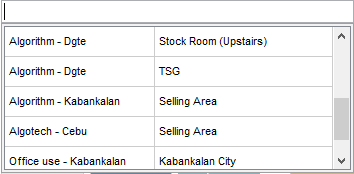 Algorithm - Dgte Stock Room (Upstairs)
Algorithm - Dgte TSG
Algorithm - Kabankalan Selling Area
Algotech - Cebu Selling Area
Office use - Kabankalan Kabankalan City